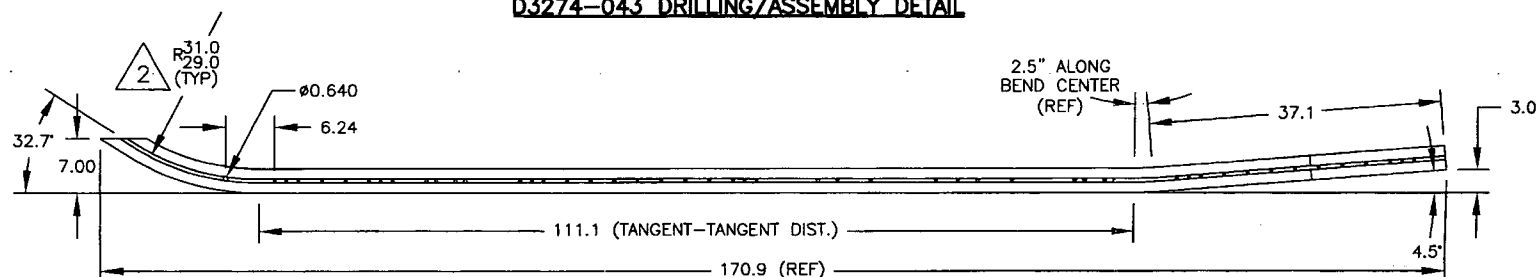 D3274-043 DRILLING/ASSEMBLY DETAIL
2
R31.0
29.0
(TYP)
Ø0.640
6.24
32.7°
7.00
2.5" ALONG
BEND CENTER
(REF)
37.1
3.0
111.1 (TANGENT-TANGENT DIST.)
4.5°
170.9 (REF)